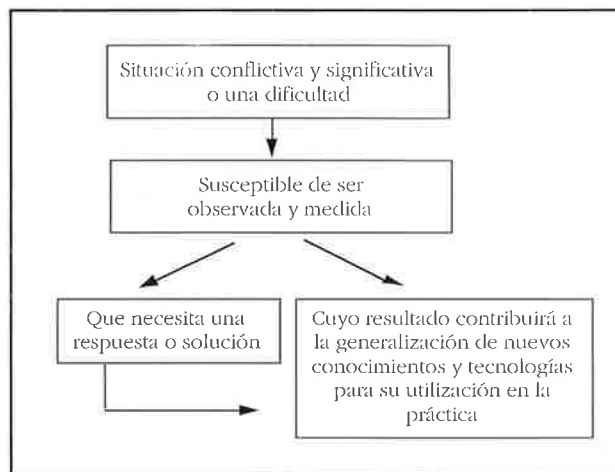 Situación conflictiva y significativa
o una dificultad
Susceptible de ser
observada y medida
Que necesita una
respuesta o solución
Cuyo resultado contribuirá a
la generalización de nuevos
conocimientos y tecnologías
para su utilización en la
práctica